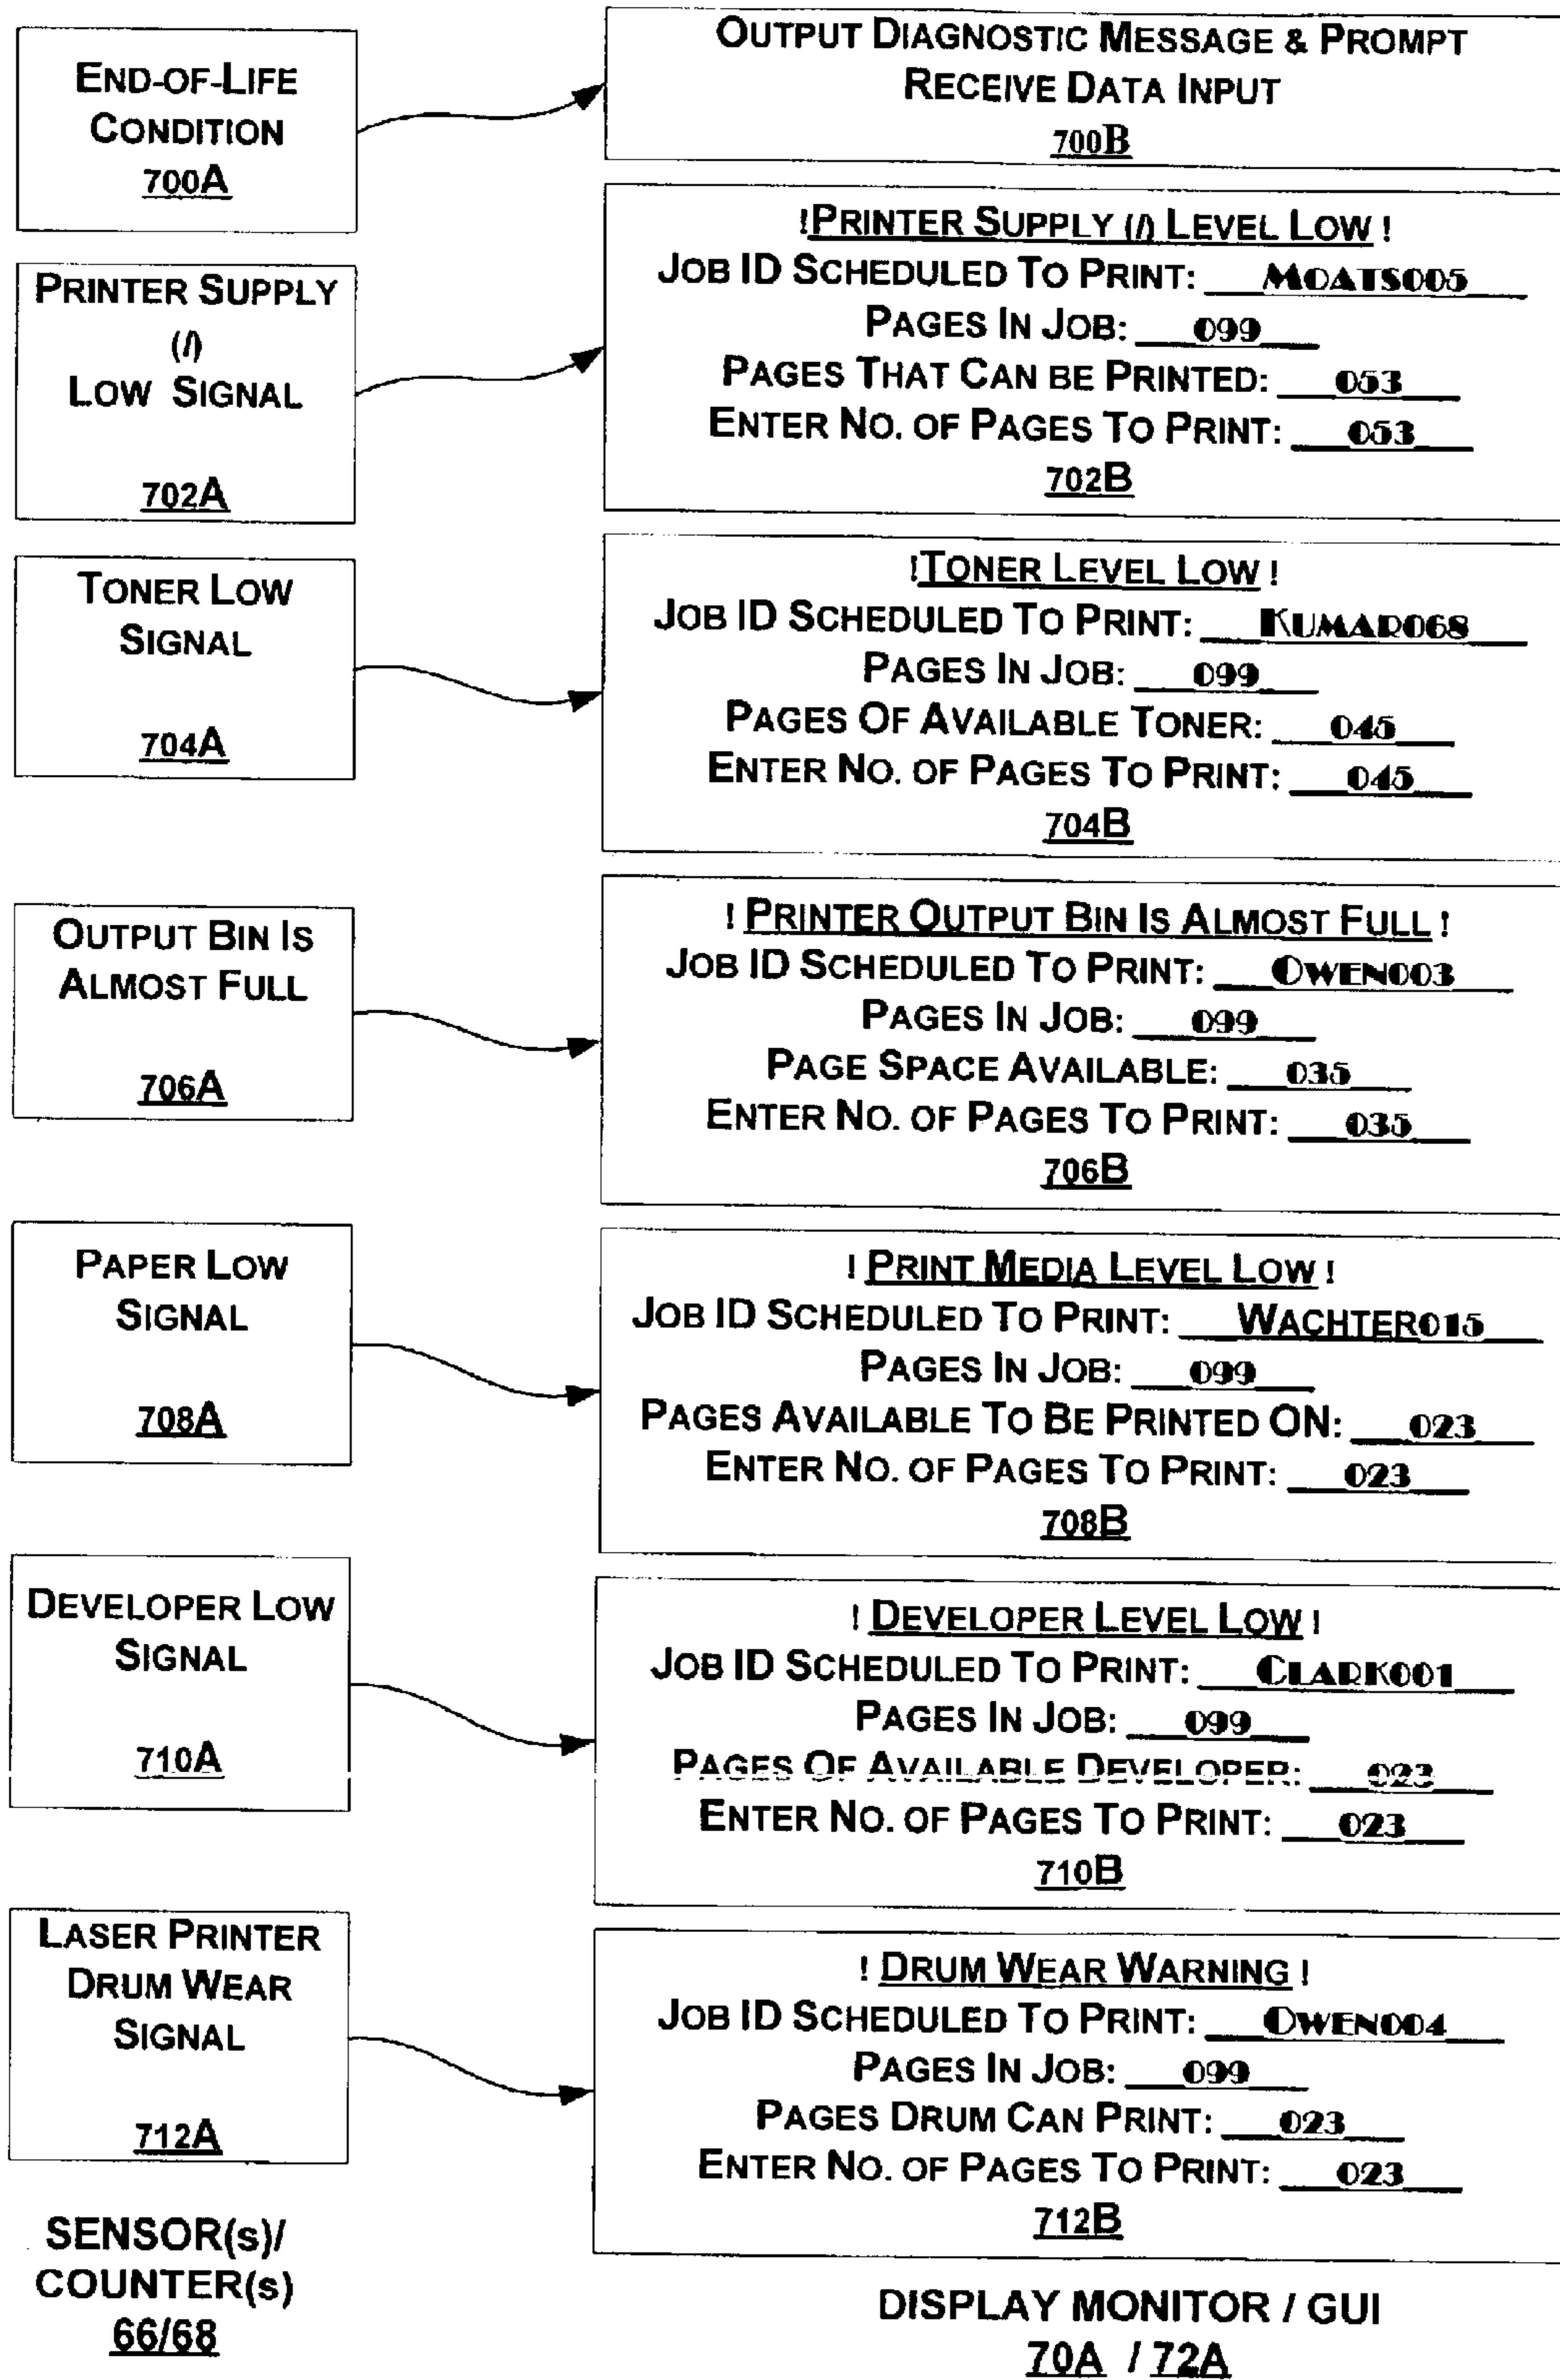 END-OF-LIFE
CONDITION
700A
OUTPUT DIAGNOSTIC MESSAGE & PROMPT
RECEIVE DATA INPUT
700B
PRINTER SUPPLY
(I)
LOW SIGNAL
702A
!PRINTER SUPPLY (I) LEVEL LOW !
JOB ID SCHEDULED TO PRINT: MOATS005
PAGES IN JOB: 099
PAGES THAT CAN BE PRINTED: 053
ENTER NO. OF PAGES TO PRINT: 053
702B
TONER LOW
SIGNAL
704A
!TONER LEVEL LOW !
JOB ID SCHEDULED TO PRINT: KUMAR068
PAGES IN JOB: 099
PAGES OF AVAILABLE TONER: 045
ENTER NO. OF PAGES TO PRINT: 045
704B
OUTPUT BIN IS
ALMOST FULL
706A
! PRINTER OUTPUT BIN IS ALMOST FULL !
JOB ID SCHEDULED TO PRINT: OWEN003
PAGES IN JOB: 099
PAGE SPACE AVAILABLE: 035
ENTER NO. OF PAGES TO PRINT: 035
706B
PAPER LOW
SIGNAL
708A
! PRINT MEDIA LEVEL LOW !
JOB ID SCHEDULED TO PRINT: WACHTER015
PAGES IN JOB: 099
PAGES AVAILABLE TO BE PRINTED ON: 023
ENTER NO. OF PAGES TO PRINT: 023
708B
DEVELOPER LOW
SIGNAL
710A
! DEVELOPER LEVEL LOW !
JOB ID SCHEDULED TO PRINT: CLARK001
PAGES IN JOB: 099
PAGES OF AVAILABLE DEVELOPER: 023
ENTER NO. OF PAGES TO PRINT: 023
710B
LASER PRINTER
DRUM WEAR
SIGNAL
712A
! DRUM WEAR WARNING !
JOB ID SCHEDULED TO PRINT: OWEN004
PAGES IN JOB: 099
PAGES DRUM CAN PRINT: 023
ENTER NO. OF PAGES TO PRINT: 023
712B
SENSOR(s)/
COUNTER(s)
66/68
DISPLAY MONITOR / GUI
70A / 72A